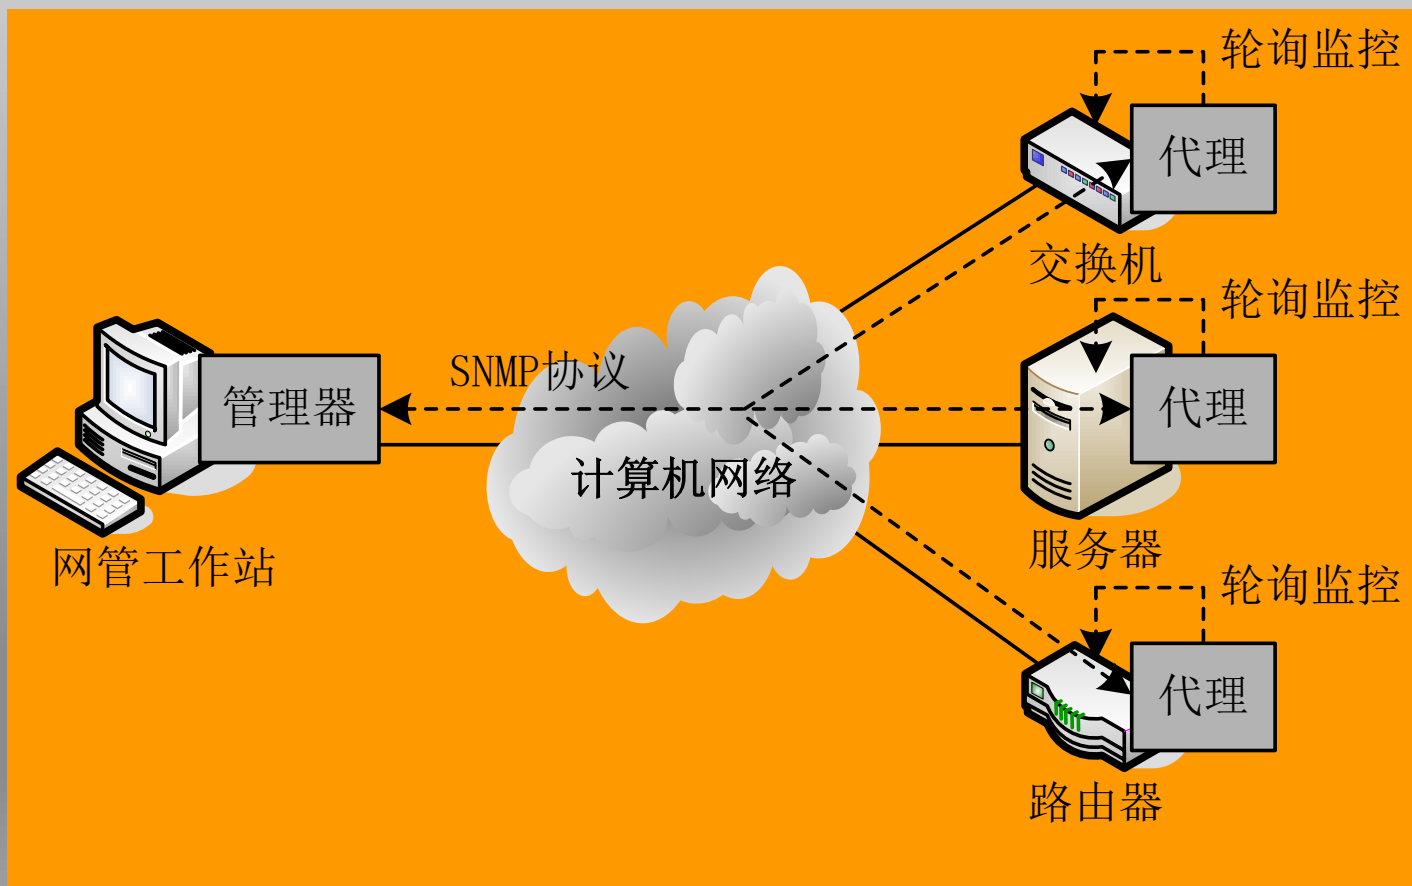 轮询监控
代理
交换机
轮询监控
SNMP协议
管理器
代理
计算机网络
服务器
网管工作站
轮询监控
代理
路由器